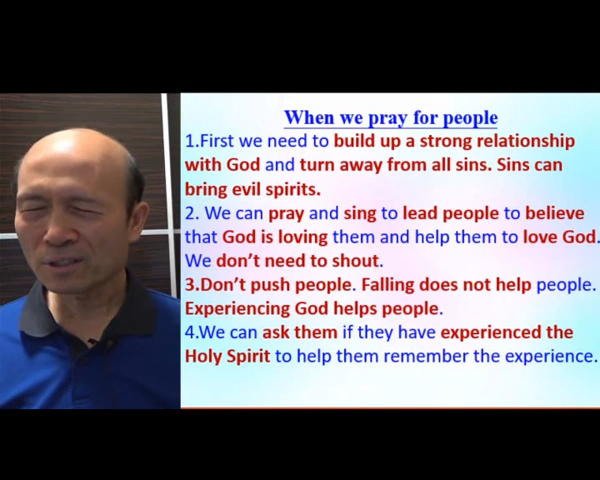 When we pray for people
1.First we need to build up a strong relationship
with God and turn away from all sins. Sins can
bring evil spirits.
2. We can pray and sing to lead people to believe
that God is loving them and help them to love God.
We don't need to shout.
3.Don't push people. Falling does not help people.
Experiencing God helps people.
4.We can ask them if they have experienced the
Holy Spirit to help them remember the experience.